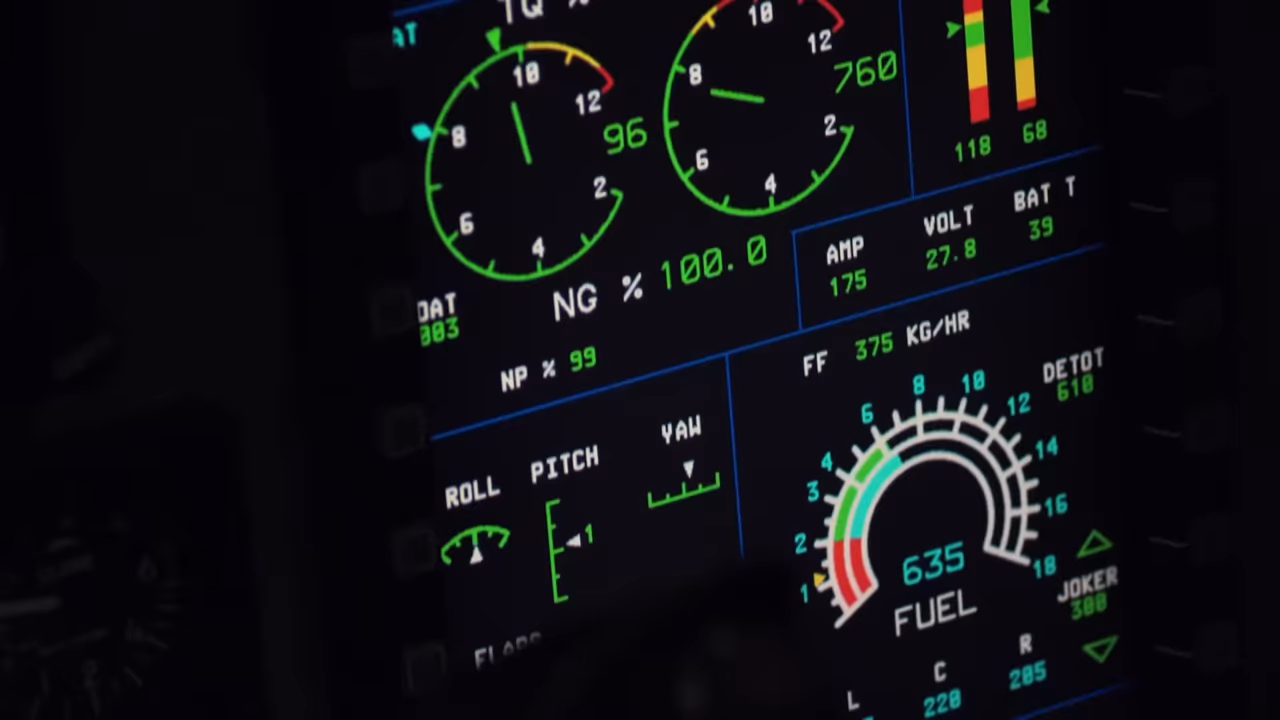 TQ %
AT
10
12
8
96
2
6
4
10
12
8
760
2
6
4
118 68
AMP VOLT BAT T
175 27.8 39
OAT
003
NG % 100.0
NP % 99
FF 375 KG/HR
DETOT
610
ROLL PITCH YAW
1
1 2 3 4 6 8 10 12 14 16 18
635
FUEL
JOKER
300
L C R
220 205
FLAPS